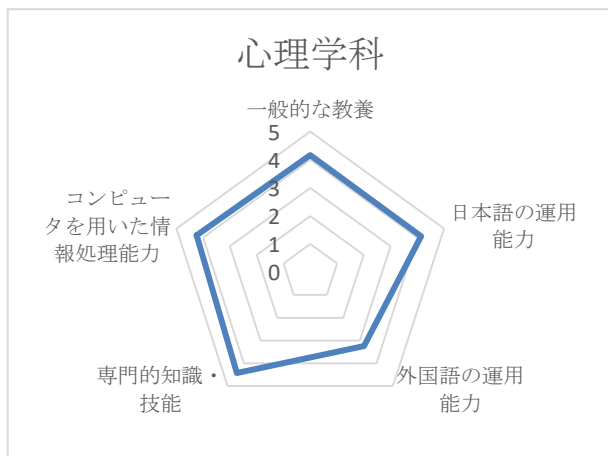 心理学科
一般的な教養
5
4
3
2
1
0
日本語の運用
能力
外国語の運用
能力
専門的知識・
技能
コンピュー
タを用いた情
報処理能力